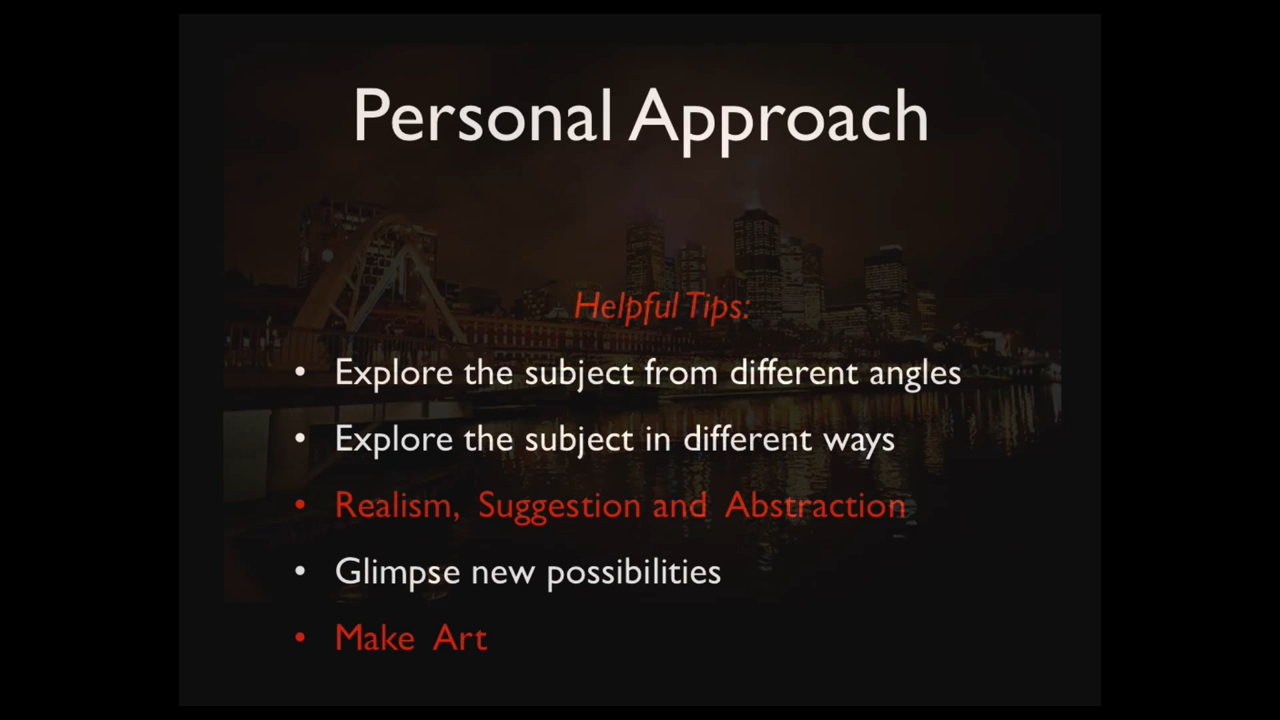 Personal Approach
Helpful Tips:
• Explore the subject from different angles
• Explore the subject in different ways
• Realism, Suggestion and Abstraction
• Glimpse new possibilities
• Make Art